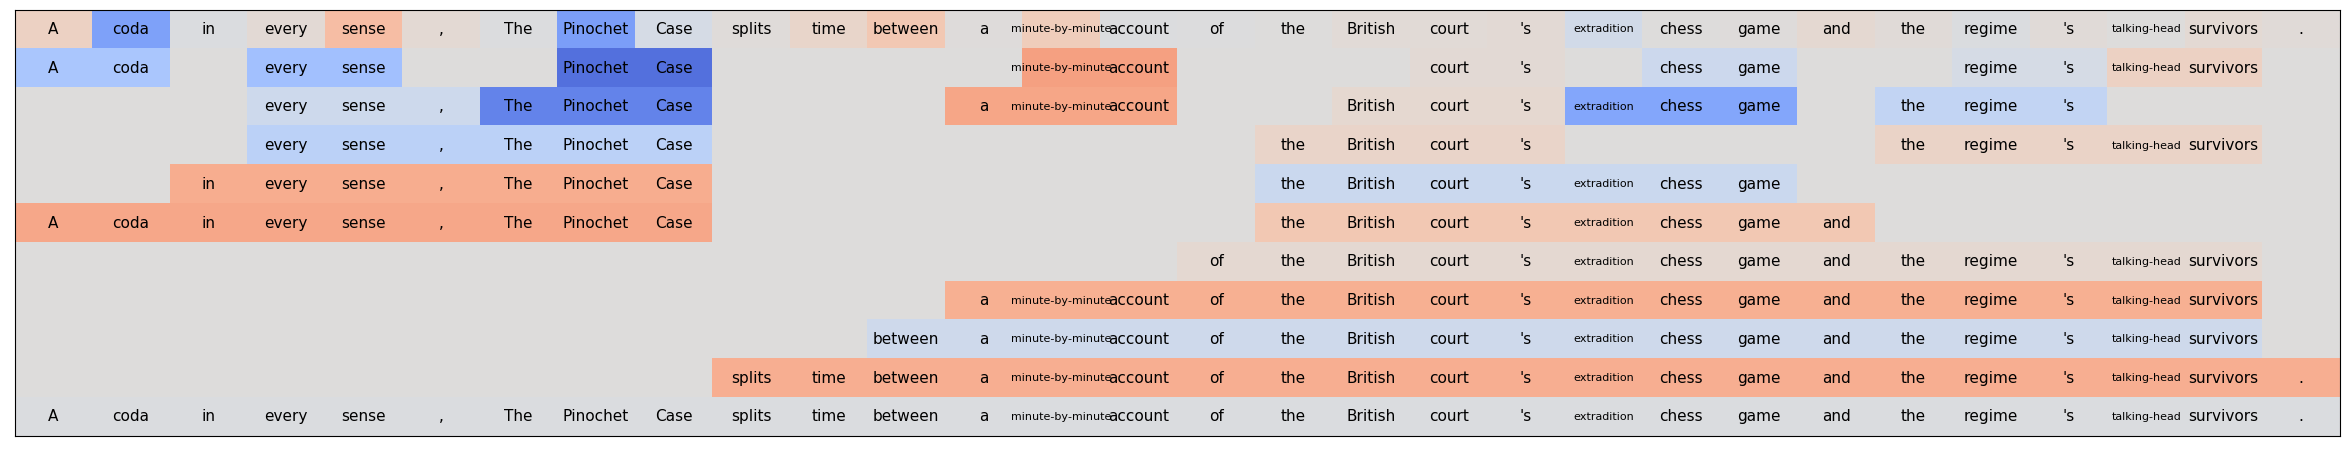 A coda in every sense , The Pinochet Case splits time between a minute-by-minute account of the British court 's extradition chess game and the regime 's talking-head survivors .
A coda every sense Pinochet Case minute-by-minute account court 's chess game regime 's talking-head survivors
every sense , The Pinochet Case a minute-by-minute account British court 's extradition chess game the regime 's
every sense , The Pinochet Case the British court 's the regime 's talking-head survivors
in every sense , The Pinochet Case the British court 's extradition chess game
A coda in every sense , The Pinochet Case the British court 's extradition chess game and
of the British court 's extradition chess game and the regime 's talking-head survivors
a minute-by-minute account of the British court 's extradition chess game and the regime 's talking-head survivors
between a minute-by-minute account of the British court 's extradition chess game and the regime 's talking-head survivors
splits time between a minute-by-minute account of the British court 's extradition chess game and the regime 's talking-head survivors .
A coda in every sense , The Pinochet Case splits time between a minute-by-minute account of the British court 's extradition chess game and the regime 's talking-head survivors .